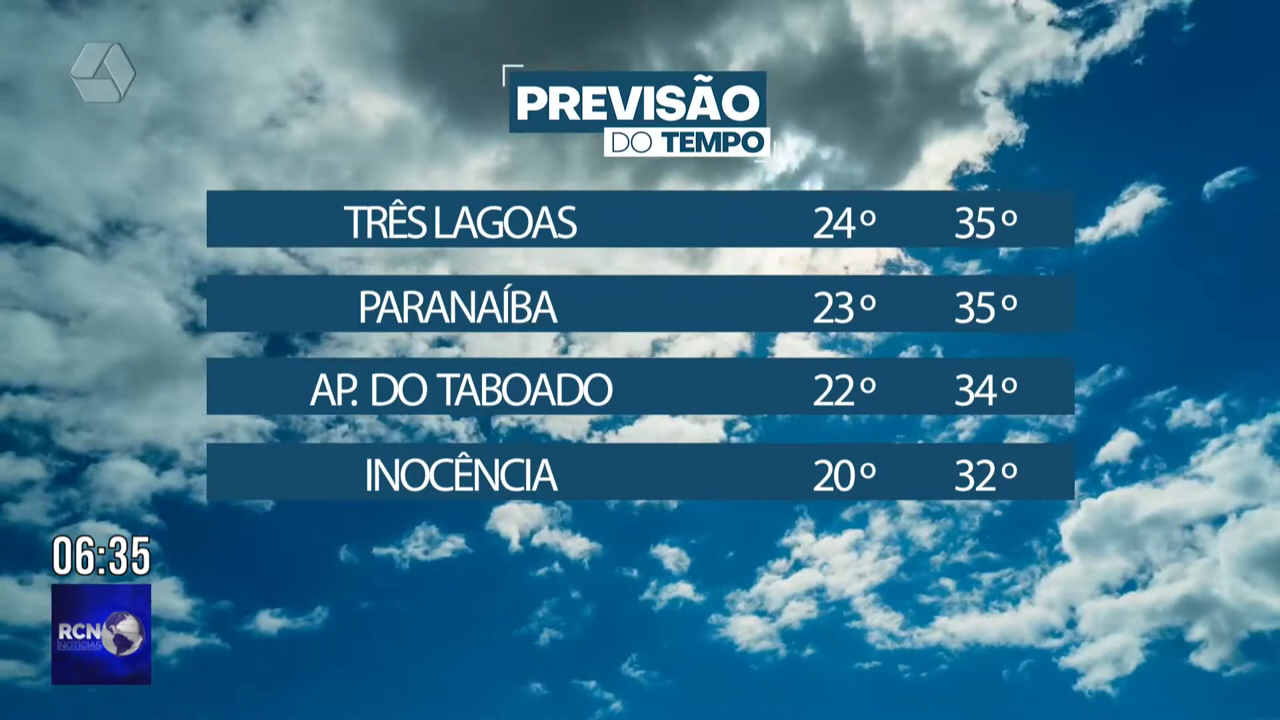 PREVISÃO
DO TEMPO
TRÊS LAGOAS 24º 35º
PARANAÍBA 23º 35º
AP. DO TABOADO 22º 34º
INOCÊNCIA 20º 32º
06:35
RCN
NOTÍCIAS